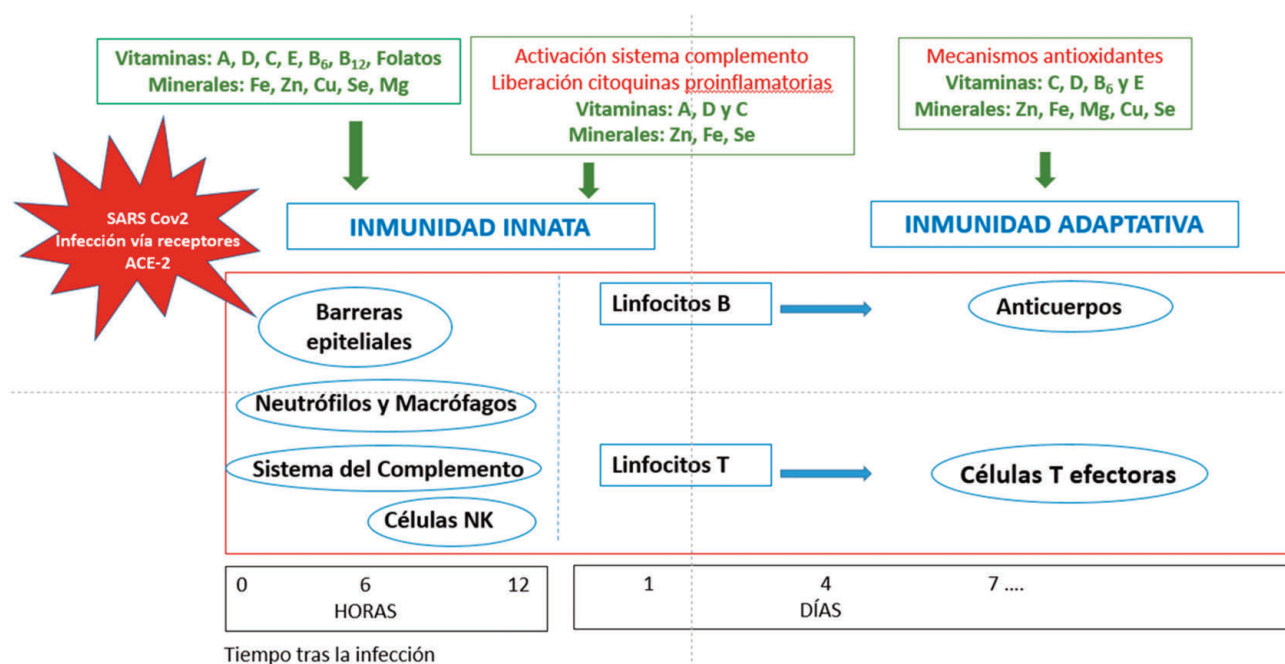 Vitaminas: A, D, C, E, B₆, B₁₂, Folatos
Minerales: Fe, Zn, Cu, Se, Mg
Activación sistema complemento
Liberación citoquinas proinflamatorias
Vitaminas: A, D y C
Minerales: Zn, Fe, Se
Mecanismos antioxidantes
Vitaminas: C, D, B₆ y E
Minerales: Zn, Fe, Mg, Cu, Se
SARS Cov2
Infección vía receptores
ACE-2
INMUNIDAD INNATA
INMUNIDAD ADAPTATIVA
Barreras
epiteliales
Linfocitos B
Anticuerpos
Neutrófilos y Macrófagos
Sistema del Complemento
Linfocitos T
Células T efectoras
Células NK
0 6 12
HORAS
1 4 7 ....
DÍAS
Tiempo tras la infección